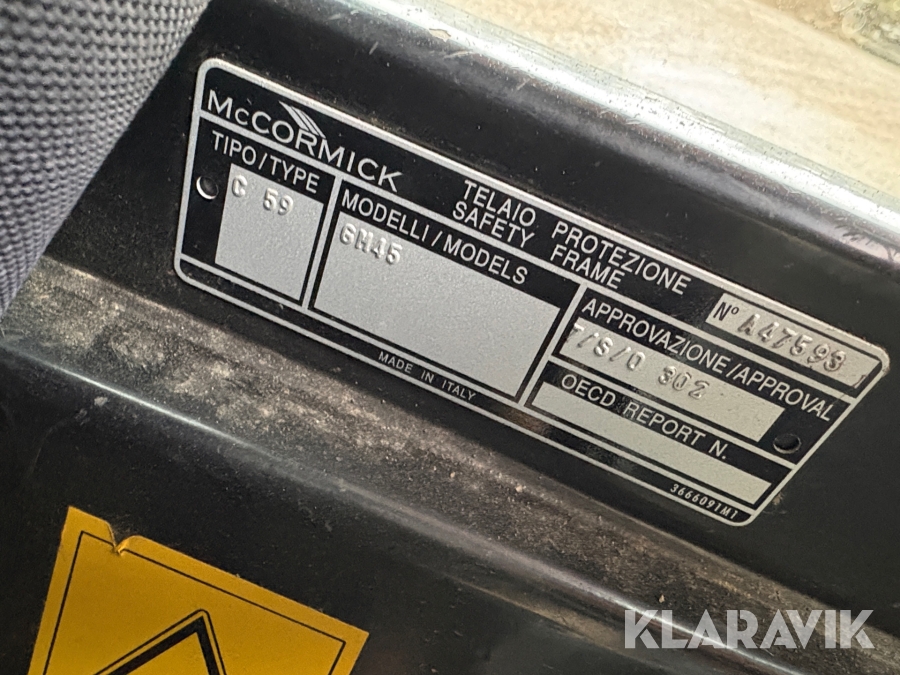 McCORMICK
TELAIO PROTEZIONE
SAFETY FRAME
Nº A47593
TIPO/TYPE
C 59
MODELLI/MODELS
GM45
APPROVAZIONE/APPROVAL
7/S/0 302
OECD REPORT N.
MADE IN ITALY
3666091M1
KLARAVIK